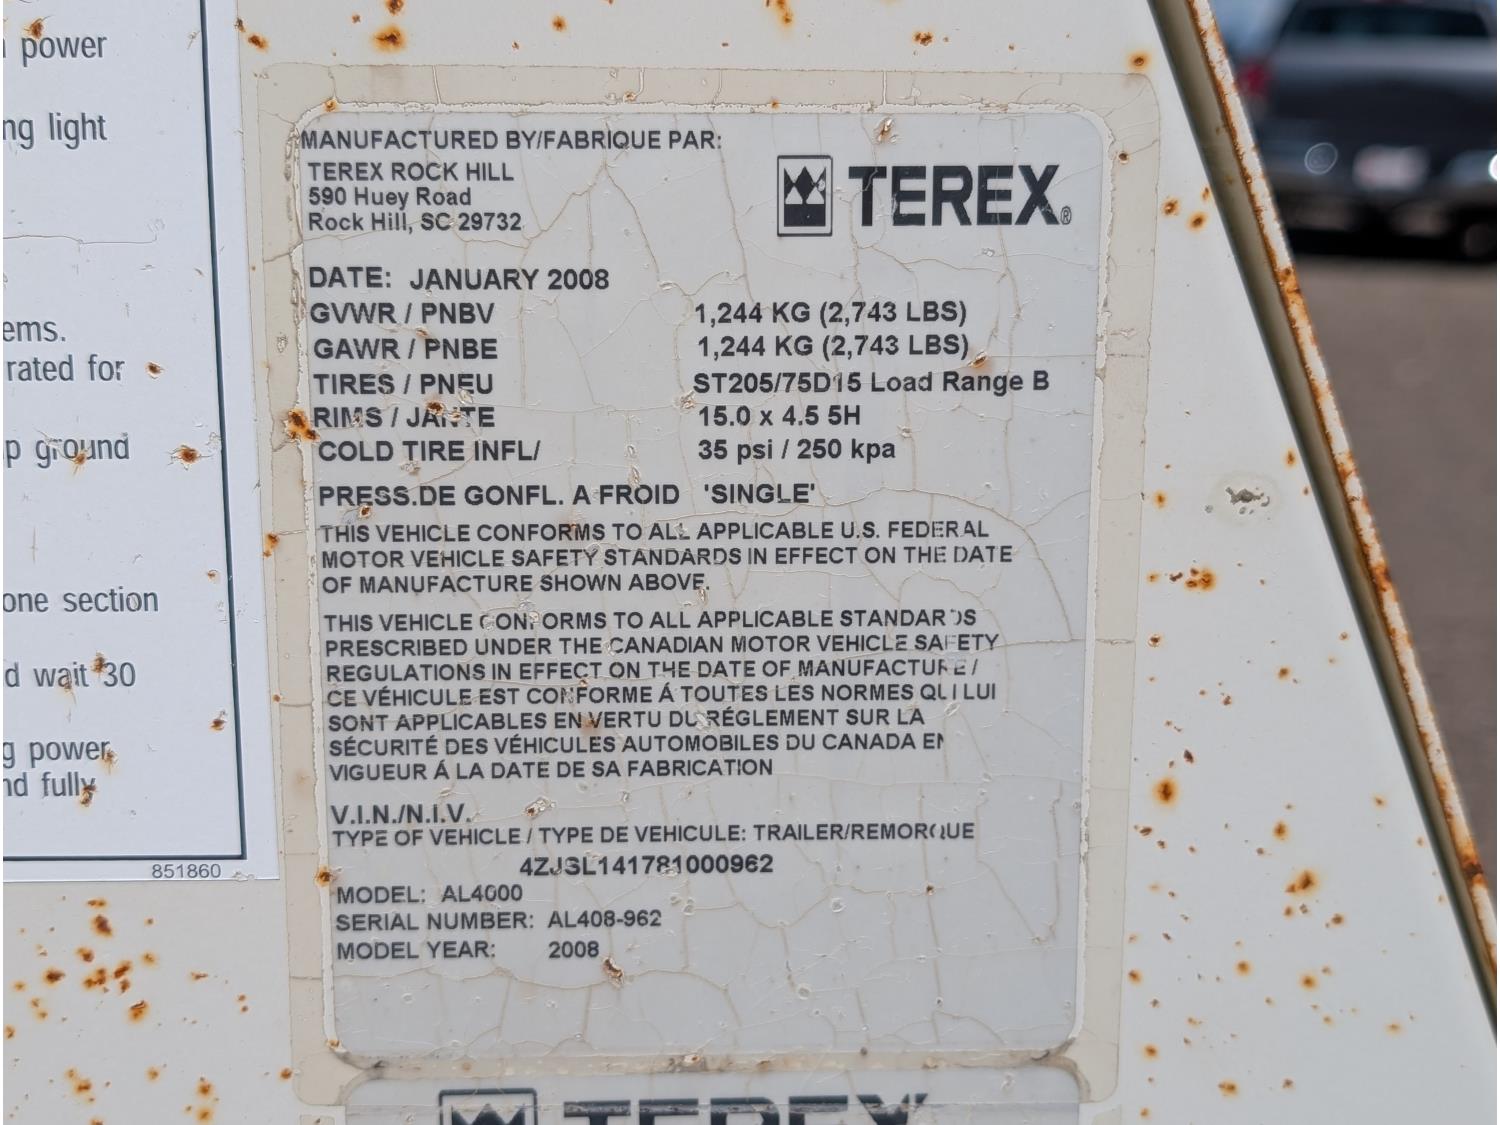 power
ng light
ems.
rated for
p ground
one section
d wait 30
g power,
nd fully
851860
MANUFACTURED BY/FABRIQUE PAR:
TEREX ROCK HILL
590 Huey Road
Rock Hill, SC 29732
TEREX®
DATE: JANUARY 2008
GVWR / PNBV 1,244 KG (2,743 LBS)
GAWR / PNBE 1,244 KG (2,743 LBS)
TIRES / PNEU ST205/75D15 Load Range B
RIMS / JANTE 15.0 x 4.5 5H
COLD TIRE INFL/ 35 psi / 250 kpa
PRESS.DE GONFL. A FROID 'SINGLE'
THIS VEHICLE CONFORMS TO ALL APPLICABLE U.S. FEDERAL
MOTOR VEHICLE SAFETY STANDARDS IN EFFECT ON THE DATE
OF MANUFACTURE SHOWN ABOVE.
THIS VEHICLE CONFORMS TO ALL APPLICABLE STANDARDS
PRESCRIBED UNDER THE CANADIAN MOTOR VEHICLE SAFETY
REGULATIONS IN EFFECT ON THE DATE OF MANUFACTURE /
CE VÉHICULE EST CONFORME Á TOUTES LES NORMES QUI LUI
SONT APPLICABLES EN VERTU DU RÉGLEMENT SUR LA
SÉCURITÉ DES VÉHICULES AUTOMOBILES DU CANADA EN
VIGUEUR Á LA DATE DE SA FABRICATION
V.I.N./N.I.V.
TYPE OF VEHICLE / TYPE DE VEHICULE: TRAILER/REMORQUE
4ZJSL141781000962
MODEL: AL4000
SERIAL NUMBER: AL408-962
MODEL YEAR: 2008
TEREX